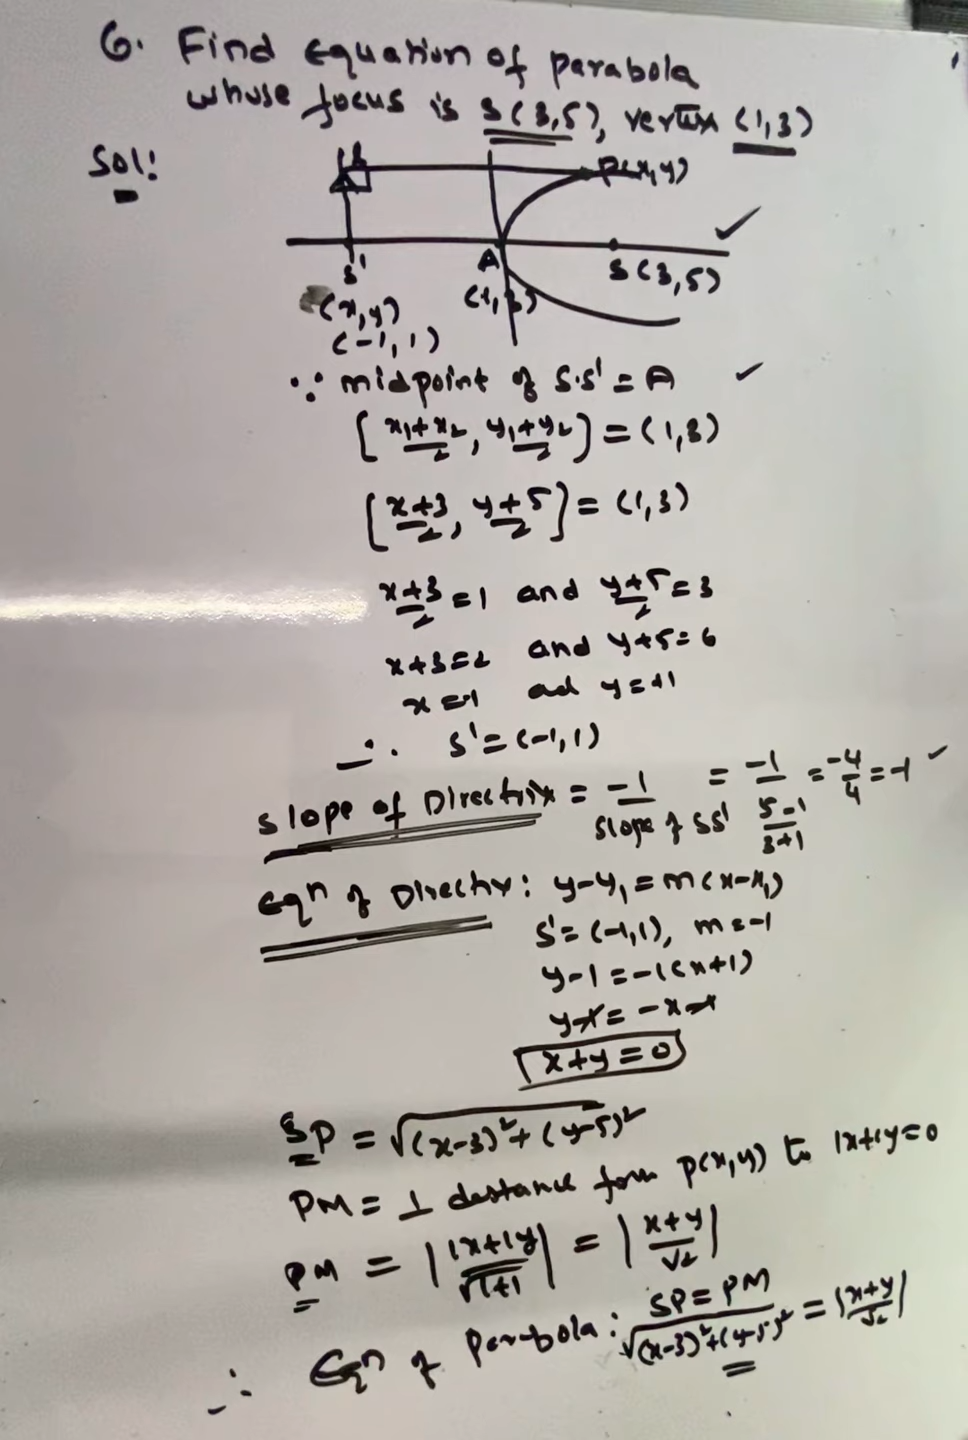 6. Find equation of parabola
whose focus is S(3,5), vertex (1,3)
Sol:
P(x,y)
S'
A
S(3,5)
(x,y)
(1,3)
(-1,1)
∵ midpoint of S.S' = A ✓
[x₁+x₂/2, y₁+y₂/2] = (1,3)
[x+3/2, y+5/2] = (1,3)
x+3/2 = 1 and y+5/2 = 3
x+3=2 and y+5=6
x=-1 and y=+1
∴ S' = (-1,1)
Slope of Directrix = -1/Slope of SS' = -1/(5-1/3+1) = -4/4 = -1 ✓
Eqn of Directrix: y-y₁ = m(x-x₁)
S' = (-1,1), m=-1
y-1 = -1(x+1)
y-1 = -x-1
x+y=0
SP = √(x-3)²+(y-5)²
PM = ⊥ distance from P(x,y) to 1x+1y=0
PM = |1x+1y/√1+1| = |x+y/√2|
∴ Eqn of parabola: SP = PM
√(x-3)²+(y-5)² = |x+y/√2|